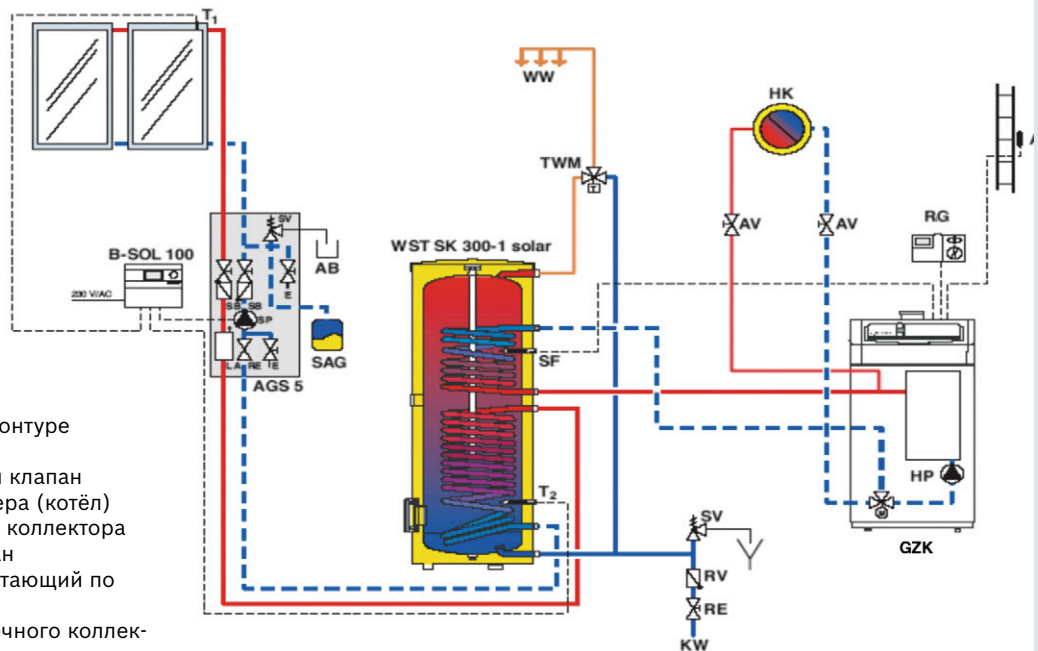 T1
WW
HK
A
TWM
AV
AV
RG
SV
B-SOL 100
AB
WST SK 300-1 solar
230 V/AC
E
SB SB
SP
SAG
SF
LA RE E
AGS 5
онтуре
клапан
ера (котёл)
коллектора
тающий по
чного коллек-
HP
M
T
T2
SV
GZK
RV
RE
KW